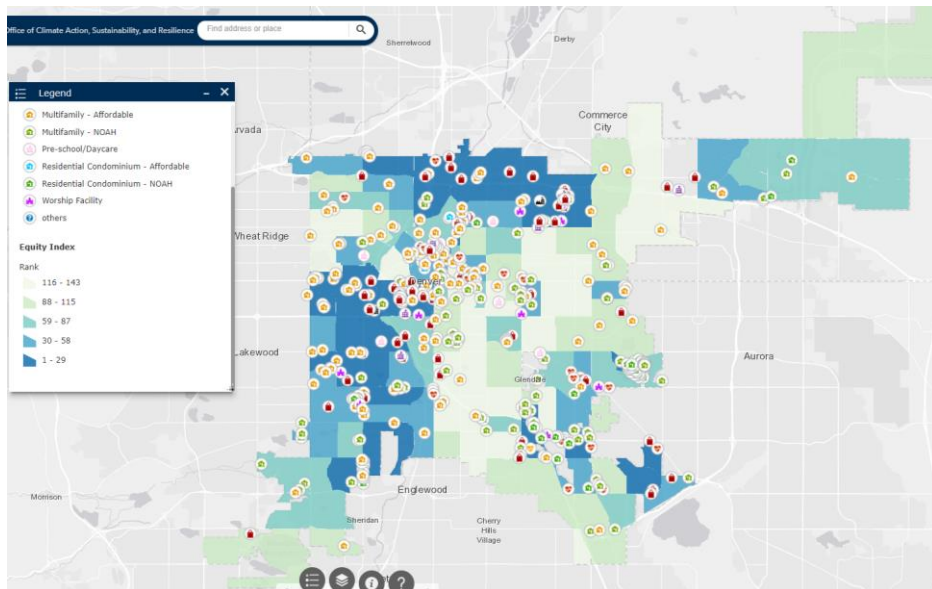 Office of Climate Action, Sustainability, and Resilience
Find address or place
Sherrelwood
Derby
Legend
Multifamily - Affordable
Multifamily - NOAH
Pre-school/Daycare
Residential Condominium - Affordable
Residential Condominium - NOAH
Worship Facility
others
Equity Index
Rank
116 - 143
88 - 115
59 - 87
30 - 58
1 - 29
Commerce
City
rvada
Wheat Ridge
Denver
Lakewood
Aurora
Glendale
Englewood
Morrison
Sheridan
Cherry
Hills
Village
i
?